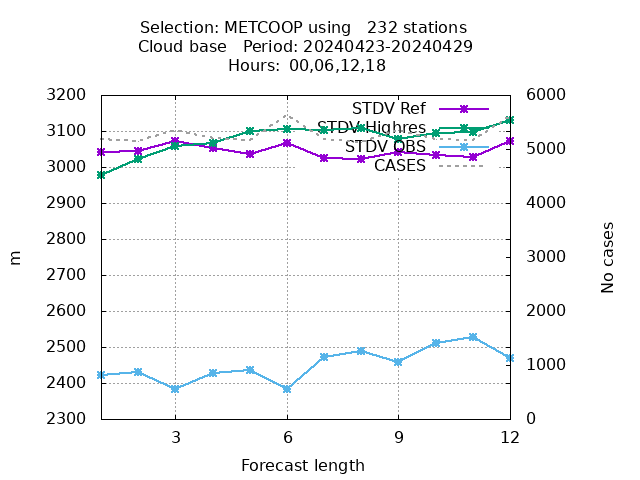 Selection: METCOOP using   232 stations
Cloud base   Period: 20240423-20240429
Hours:  00,06,12,18
STDV Ref
STDV Highres
STDV OBS
CASES
3200
3100
3000
2900
2800
2700
2600
2500
2400
2300
6000
5000
4000
3000
2000
1000
0
m
No cases
3 6 9 12
Forecast length